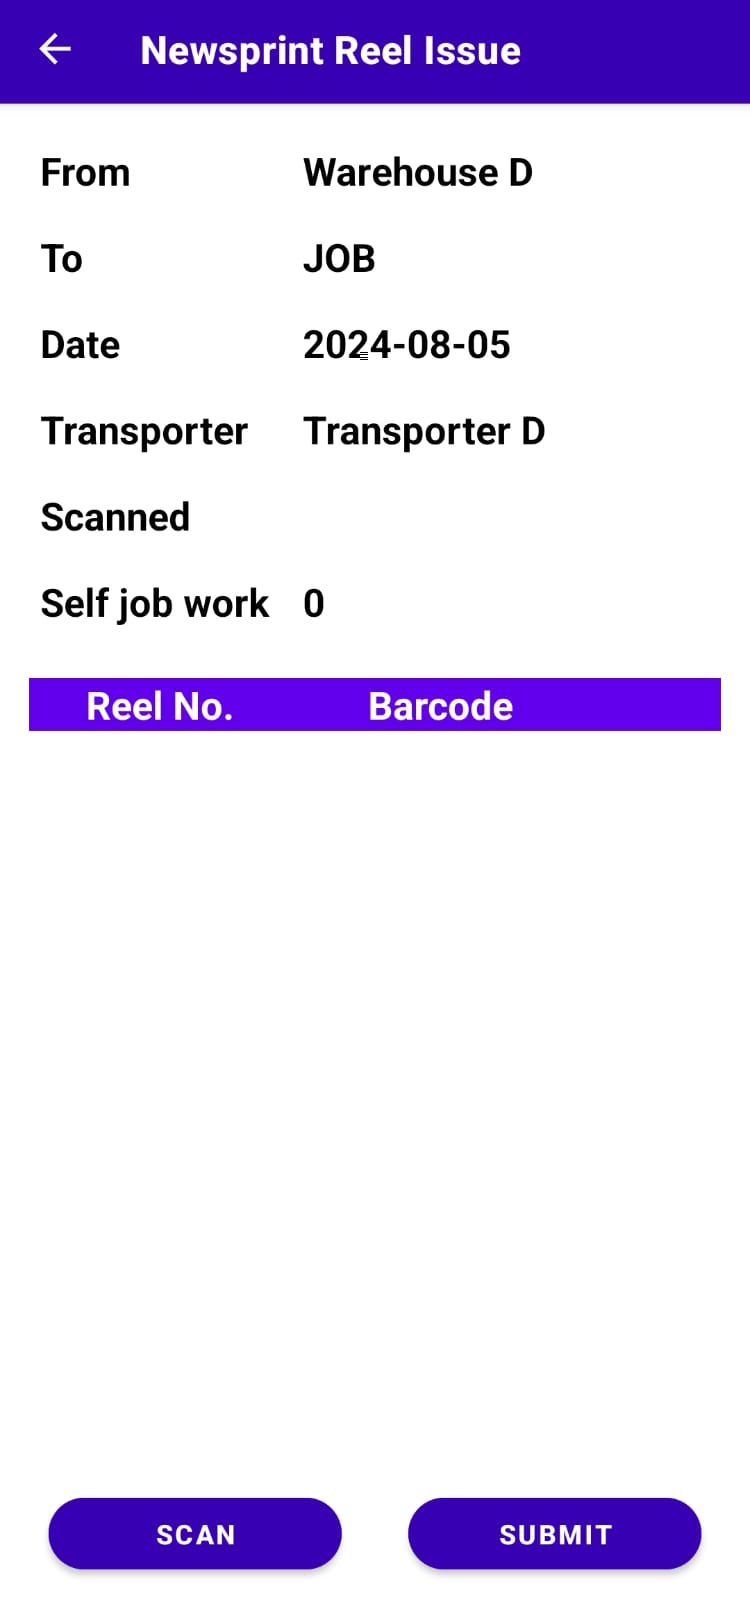 Newsprint Reel Issue
From Warehouse D
To JOB
Date 2024-08-05
Transporter Transporter D
Scanned
Self job work 0
Reel No. Barcode
SCAN SUBMIT